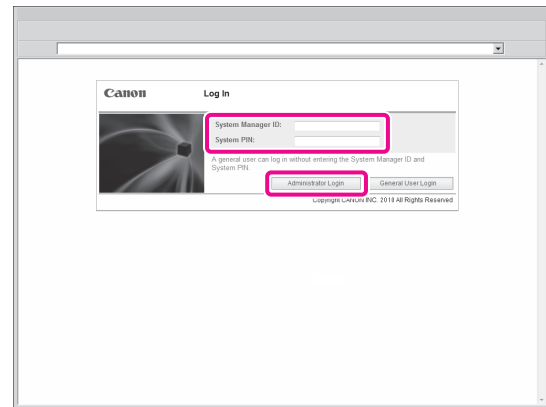 Canon
Log In
System Manager ID:
System PIN:
A general user can log in without entering the System Manager ID and
System PIN.
Administrator Login
General User Login
Copyright CANON INC. 2016 All Rights Reserved